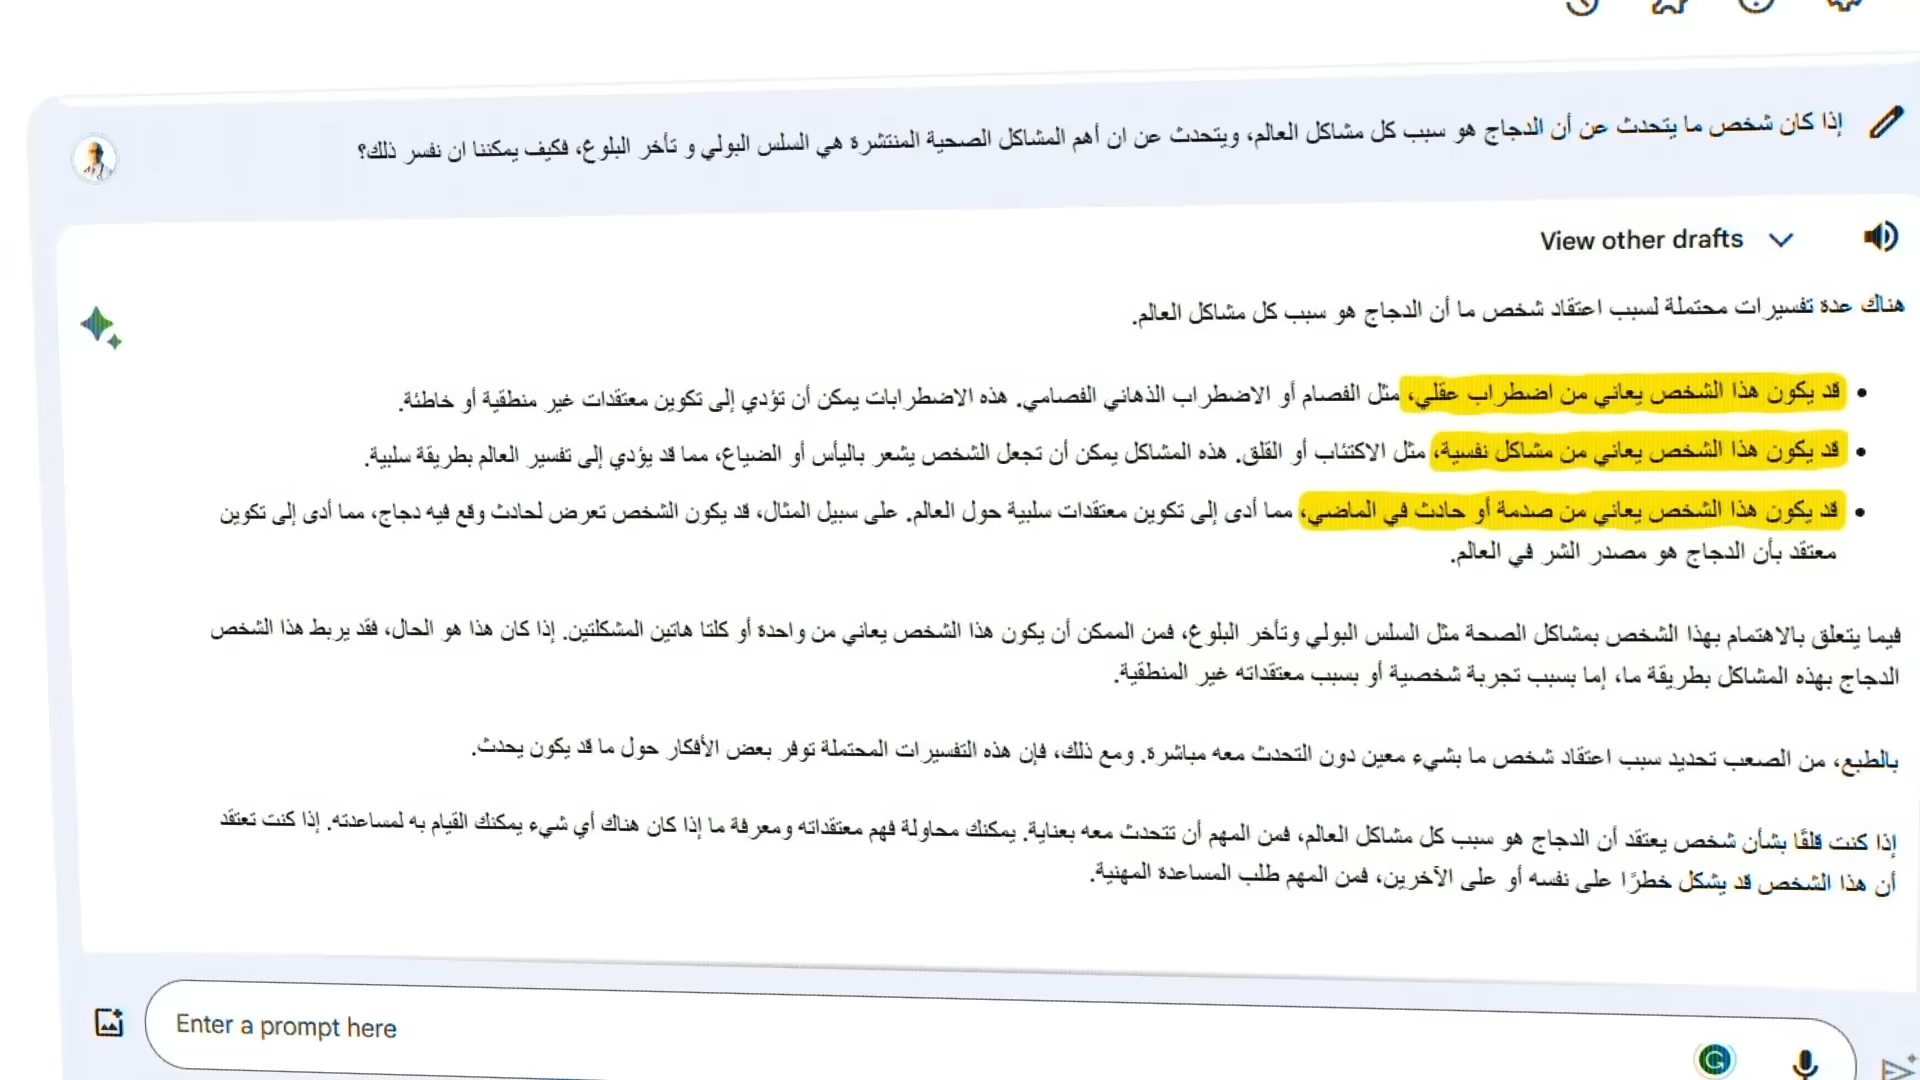 إذا كان شخص ما يتحدث عن أن الدجاج هو سبب كل مشاكل العالم، ويتحدث عن ان أهم المشاكل الصحية المنتشرة هي السلس البولي و تأخر البلوغ، فكيف يمكننا ان نفسر ذلك؟
View other drafts
هناك عدة تفسيرات محتملة لسبب اعتقاد شخص ما أن الدجاج هو سبب كل مشاكل العالم.
• قد يكون هذا الشخص يعاني من اضطراب عقلي، مثل الفصام أو الاضطراب الذهاني الفصامي. هذه الاضطرابات يمكن أن تؤدي إلى تكوين معتقدات غير منطقية أو خاطئة.
• قد يكون هذا الشخص يعاني من مشاكل نفسية، مثل الاكتئاب أو القلق. هذه المشاكل يمكن أن تجعل الشخص يشعر باليأس أو الضياع، مما قد يؤدي إلى تفسير العالم بطريقة سلبية.
• قد يكون هذا الشخص يعاني من صدمة أو حادث في الماضي، مما أدى إلى تكوين معتقدات سلبية حول العالم. على سبيل المثال، قد يكون الشخص تعرض لحادث وقع فيه دجاج، مما أدى إلى تكوين
معتقد بأن الدجاج هو مصدر الشر في العالم.
فيما يتعلق بالاهتمام بهذا الشخص بمشاكل الصحة مثل السلس البولي وتأخر البلوغ، فمن الممكن أن يكون هذا الشخص يعاني من واحدة أو كلتا هاتين المشكلتين. إذا كان هذا هو الحال، فقد يربط هذا الشخص
الدجاج بهذه المشاكل بطريقة ما، إما بسبب تجربة شخصية أو بسبب معتقداته غير المنطقية.
بالطبع، من الصعب تحديد سبب اعتقاد شخص ما بشيء معين دون التحدث معه مباشرة. ومع ذلك، فإن هذه التفسيرات المحتملة توفر بعض الأفكار حول ما قد يكون يحدث.
إذا كنت قلقًا بشأن شخص يعتقد أن الدجاج هو سبب كل مشاكل العالم، فمن المهم أن تتحدث معه بعناية. يمكنك محاولة فهم معتقداته ومعرفة ما إذا كان هناك أي شيء يمكنك القيام به لمساعدته. إذا كنت تعتقد
أن هذا الشخص قد يشكل خطرًا على نفسه أو على الآخرين، فمن المهم طلب المساعدة المهنية.
Enter a prompt here